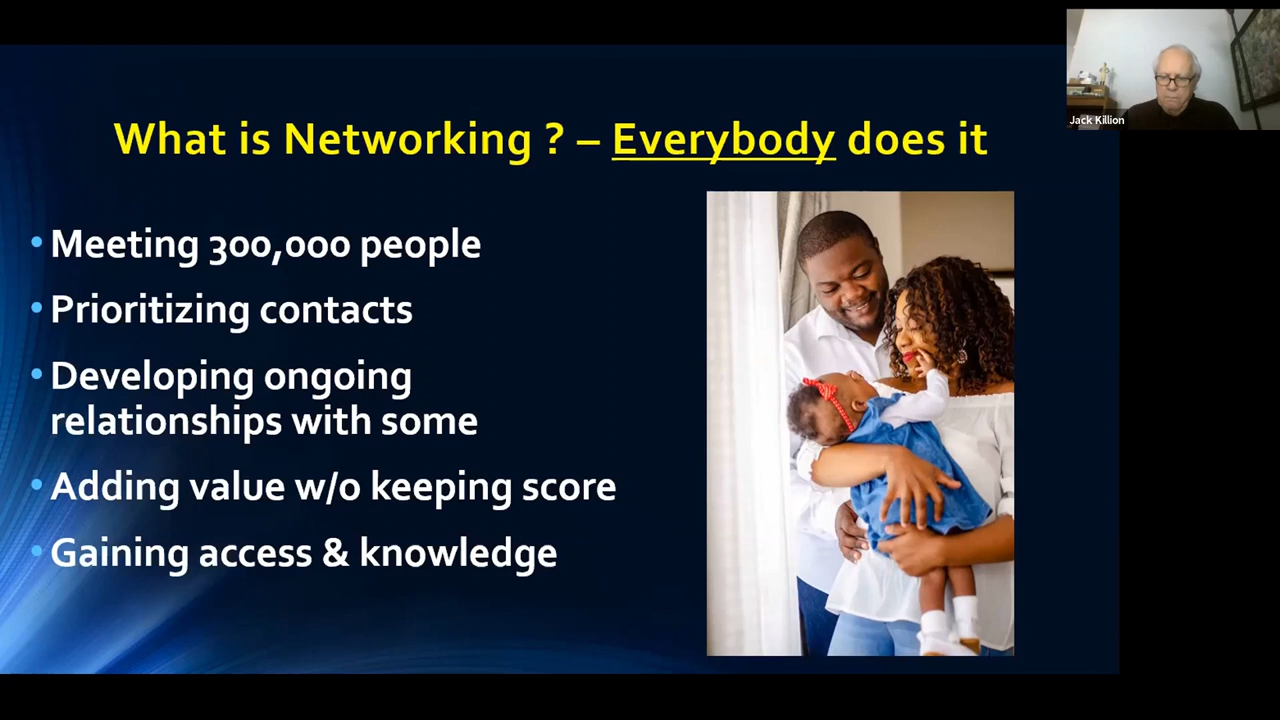 What is Networking ? – Everybody does it
• Meeting 300,000 people
• Prioritizing contacts
• Developing ongoing
relationships with some
• Adding value w/o keeping score
• Gaining access & knowledge
Jack Killion